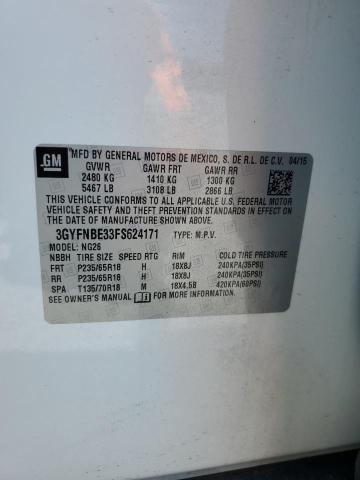 GM
MFD BY GENERAL MOTORS DE MEXICO, S. DE R.L. DE C.V. 04/15
GVWR GAWR FRT GAWR RR
2480 KG 1410 KG 1300 KG
5467 LB 3108 LB 2866 LB
THIS VEHICLE CONFORMS TO ALL APPLICABLE U.S. FEDERAL MOTOR
VEHICLE SAFETY, BUMPER, AND THEFT PREVENTION STANDARDS IN
EFFECT ON THE DATE OF MANUFACTURE SHOWN ABOVE.
3GYFNBE33FS624171 TYPE: M.P.V.
MODEL: NG26
NBBH TIRE SIZE SPEED RTG RIM COLD TIRE PRESSURE
FRT P235/65R18 H 18X8J 240KPA(35PSI)
RR P235/65R18 H 18X8J 240KPA(35PSI)
SPA T135/70R18 M 18X4.5B 420KPA(60PSI)
SEE OWNER'S MANUAL FOR MORE INFORMATION.